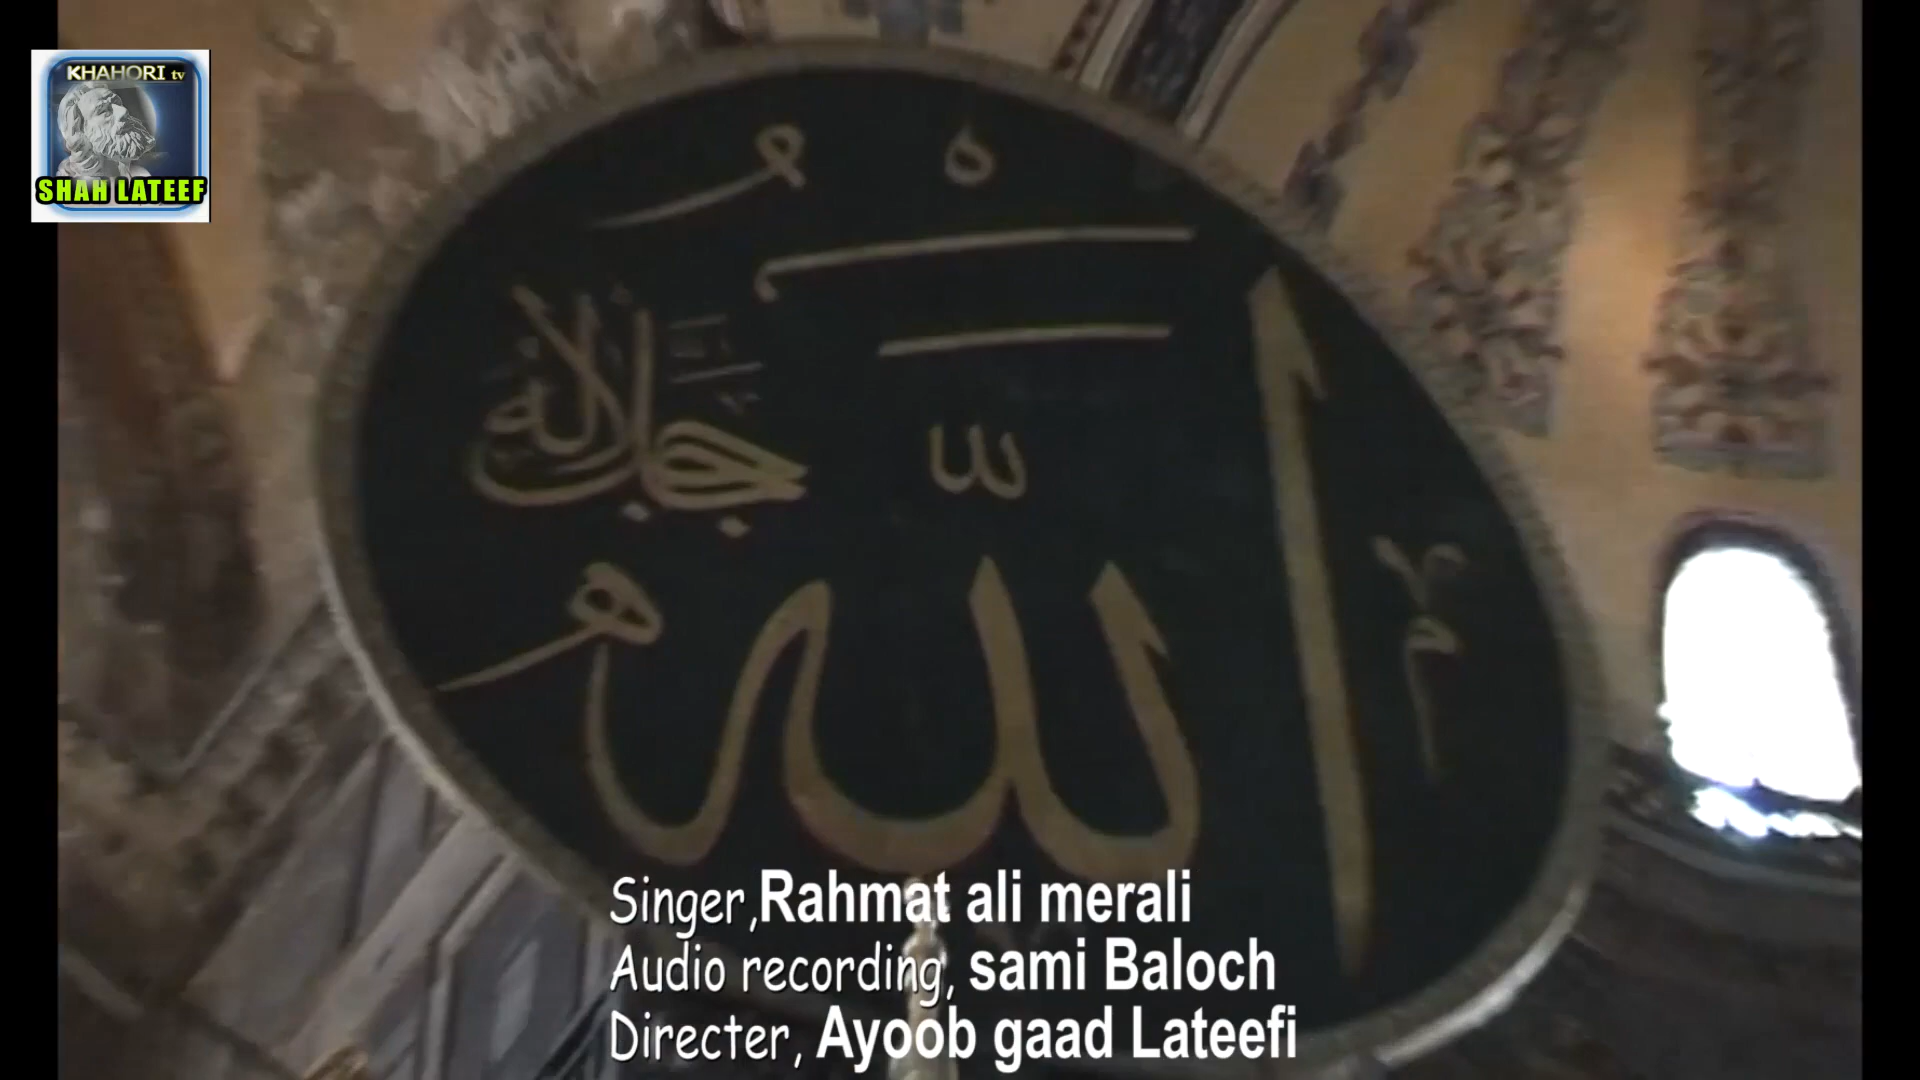 KHAHORI tv
SHAH LATEEF
الله
جل جلاله
Singer,Rahmat ali merali
Audio recording, sami Baloch
Directer, Ayoob gaad Lateefi